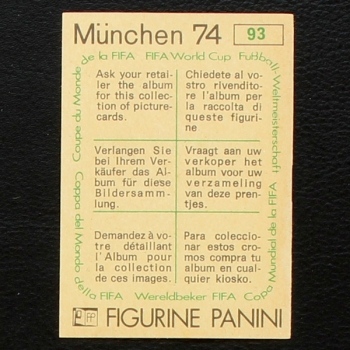 München 74
93
de la FIFA FIFA World Cup Fußball-Weltmeisterschaft
Coupe du Monde
Ask your retai-
ler the album
for this collection
of picture-
cards.
Chiedete al vo-
stro rivendito-
re l'album per
la raccolta di
queste figuri-
ne
Verlangen Sie
bei Ihrem Ver-
käufer das Al-
bum für diese
Bildersamm-
lung.
Vraagt aan uw
verkoper het
album voor uw
verzameling
van deze pren-
tjes.
Demandez à vo-
tre détaillant
l'Album pour
la collection
de ces images.
Para coleccio-
nar estos cro-
mos compra tu
album en cual-
quier kiosko.
Coppa del Mondo
della FIFA Wereldbeker FIFA Copa Mundial de la FIFA
FIGURINE PANINI